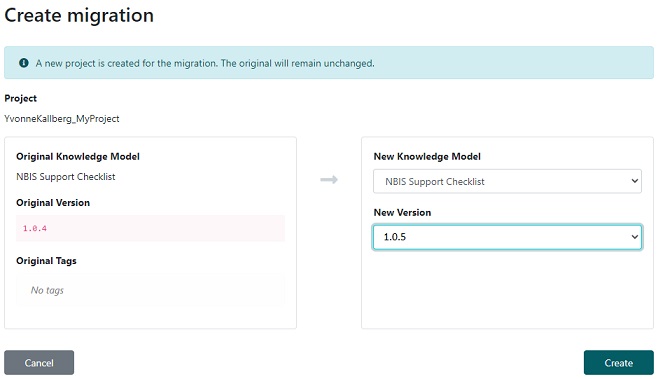 Create migration
A new project is created for the migration. The original will remain unchanged.
Project
YvonneKallberg_MyProject
Original Knowledge Model
NBIS Support Checklist
Original Version
1.0.4
Original Tags
No tags
New Knowledge Model
NBIS Support Checklist
New Version
1.0.5
Cancel
Create